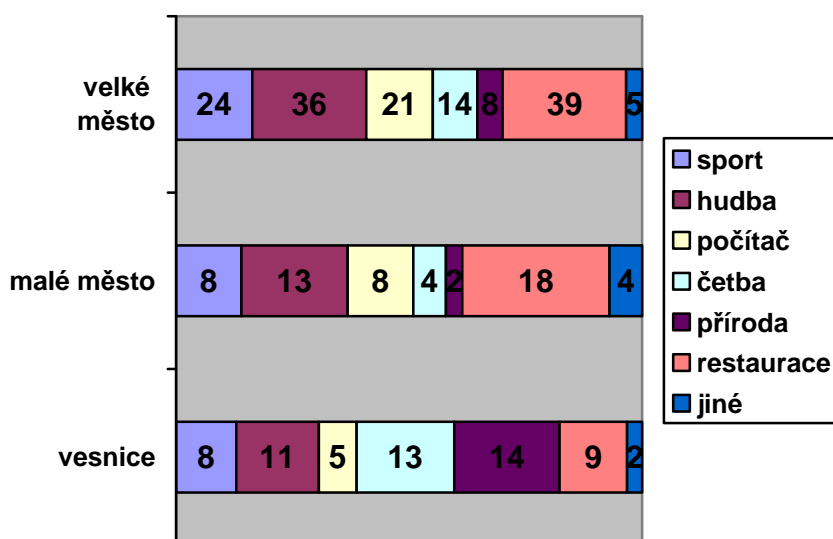 velké
město
24 36 21 14 8 39 5
malé město
8 13 8 4 2 18 4
vesnice
8 11 5 13 14 9 2
sport
hudba
počítač
četba
příroda
restaurace
jiné